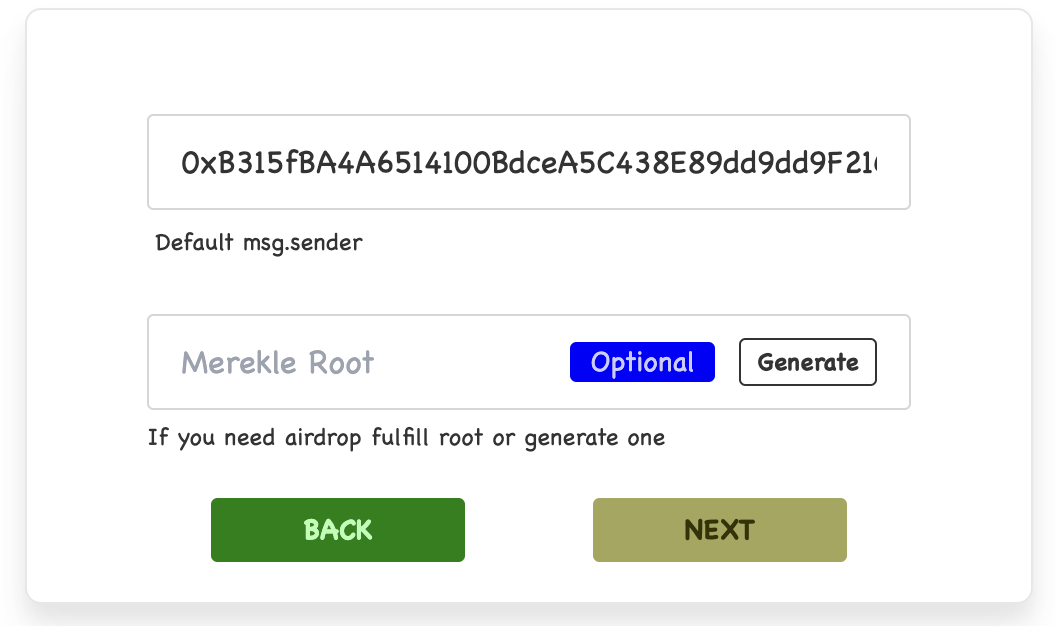 0xB315fBA4A6514100BdceA5C438E89dd9dd9F21
Default msg.sender
Merekle Root Optional Generate
If you need airdrop fulfill root or generate one
BACK NEXT